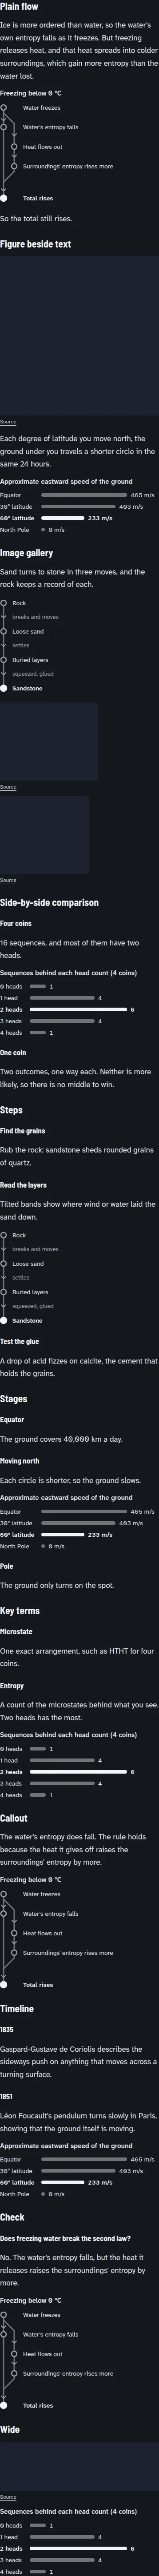 Plain flow
Ice is more ordered than water, so the water's
own entropy falls as it freezes. But freezing
releases heat, and that heat spreads into colder
surroundings, which gain more entropy than the
water lost.
Freezing below 0 °C
Water freezes
Water's entropy falls
Heat flows out
Surroundings' entropy rises more
Total rises
So the total still rises.
Figure beside text
Source
Each degree of latitude you move north, the
ground under you travels a shorter circle in the
same 24 hours.
Approximate eastward speed of the ground
Equator 465 m/s
30° latitude 403 m/s
60° latitude 233 m/s
North Pole 0 m/s
Image gallery
Sand turns to stone in three moves, and the
rock keeps a record of each.
Rock
breaks and moves
Loose sand
settles
Buried layers
squeezed, glued
Sandstone
Source
Source
Side-by-side comparison
Four coins
16 sequences, and most of them have two
heads.
Sequences behind each head count (4 coins)
0 heads 1
1 head 4
2 heads 6
3 heads 4
4 heads 1
One coin
Two outcomes, one way each. Neither is more
likely, so there is no middle to win.
Steps
Find the grains
Rub the rock: sandstone sheds rounded grains
of quartz.
Read the layers
Tilted bands show where wind or water laid the
sand down.
Rock
breaks and moves
Loose sand
settles
Buried layers
squeezed, glued
Sandstone
Test the glue
A drop of acid fizzes on calcite, the cement that
holds the grains.
Stages
Equator
The ground covers 40,000 km a day.
Moving north
Each circle is shorter, so the ground slows.
Approximate eastward speed of the ground
Equator 465 m/s
30° latitude 403 m/s
60° latitude 233 m/s
North Pole 0 m/s
Pole
The ground only turns on the spot.
Key terms
Microstate
One exact arrangement, such as HTHT for four
coins.
Entropy
A count of the microstates behind what you see.
Two heads has the most.
Sequences behind each head count (4 coins)
0 heads 1
1 head 4
2 heads 6
3 heads 4
4 heads 1
Callout
The water's entropy does fall. The rule holds
because the heat it gives off raises the
surroundings' entropy by more.
Freezing below 0 °C
Water freezes
Water's entropy falls
Heat flows out
Surroundings' entropy rises more
Total rises
Timeline
1835
Gaspard-Gustave de Coriolis describes the
sideways push on anything that moves across a
turning surface.
1851
Léon Foucault's pendulum turns slowly in Paris,
showing that the ground itself is moving.
Approximate eastward speed of the ground
Equator 465 m/s
30° latitude 403 m/s
60° latitude 233 m/s
North Pole 0 m/s
Check
Does freezing water break the second law?
No. The water's entropy falls, but the heat it
releases raises the surroundings' entropy by
more.
Freezing below 0 °C
Water freezes
Water's entropy falls
Heat flows out
Surroundings' entropy rises more
Total rises
Wide
Source
Sequences behind each head count (4 coins)
0 heads 1
1 head 4
2 heads 6
3 heads 4
4 heads 1